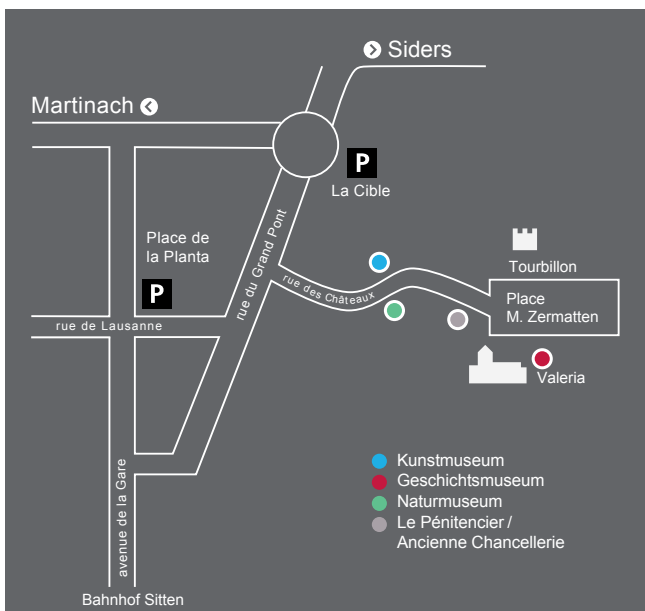 Siders
Martinach
P
La Cible
Place de
la Planta
P
rue du Grand Pont
rue des Châteaux
Tourbillon
Place
M. Zermatten
rue de Lausanne
Valeria
avenue de la Gare
Kunstmuseum
Geschichtsmuseum
Naturmuseum
Le Pénitencier /
Ancienne Chancellerie
Bahnhof Sitten